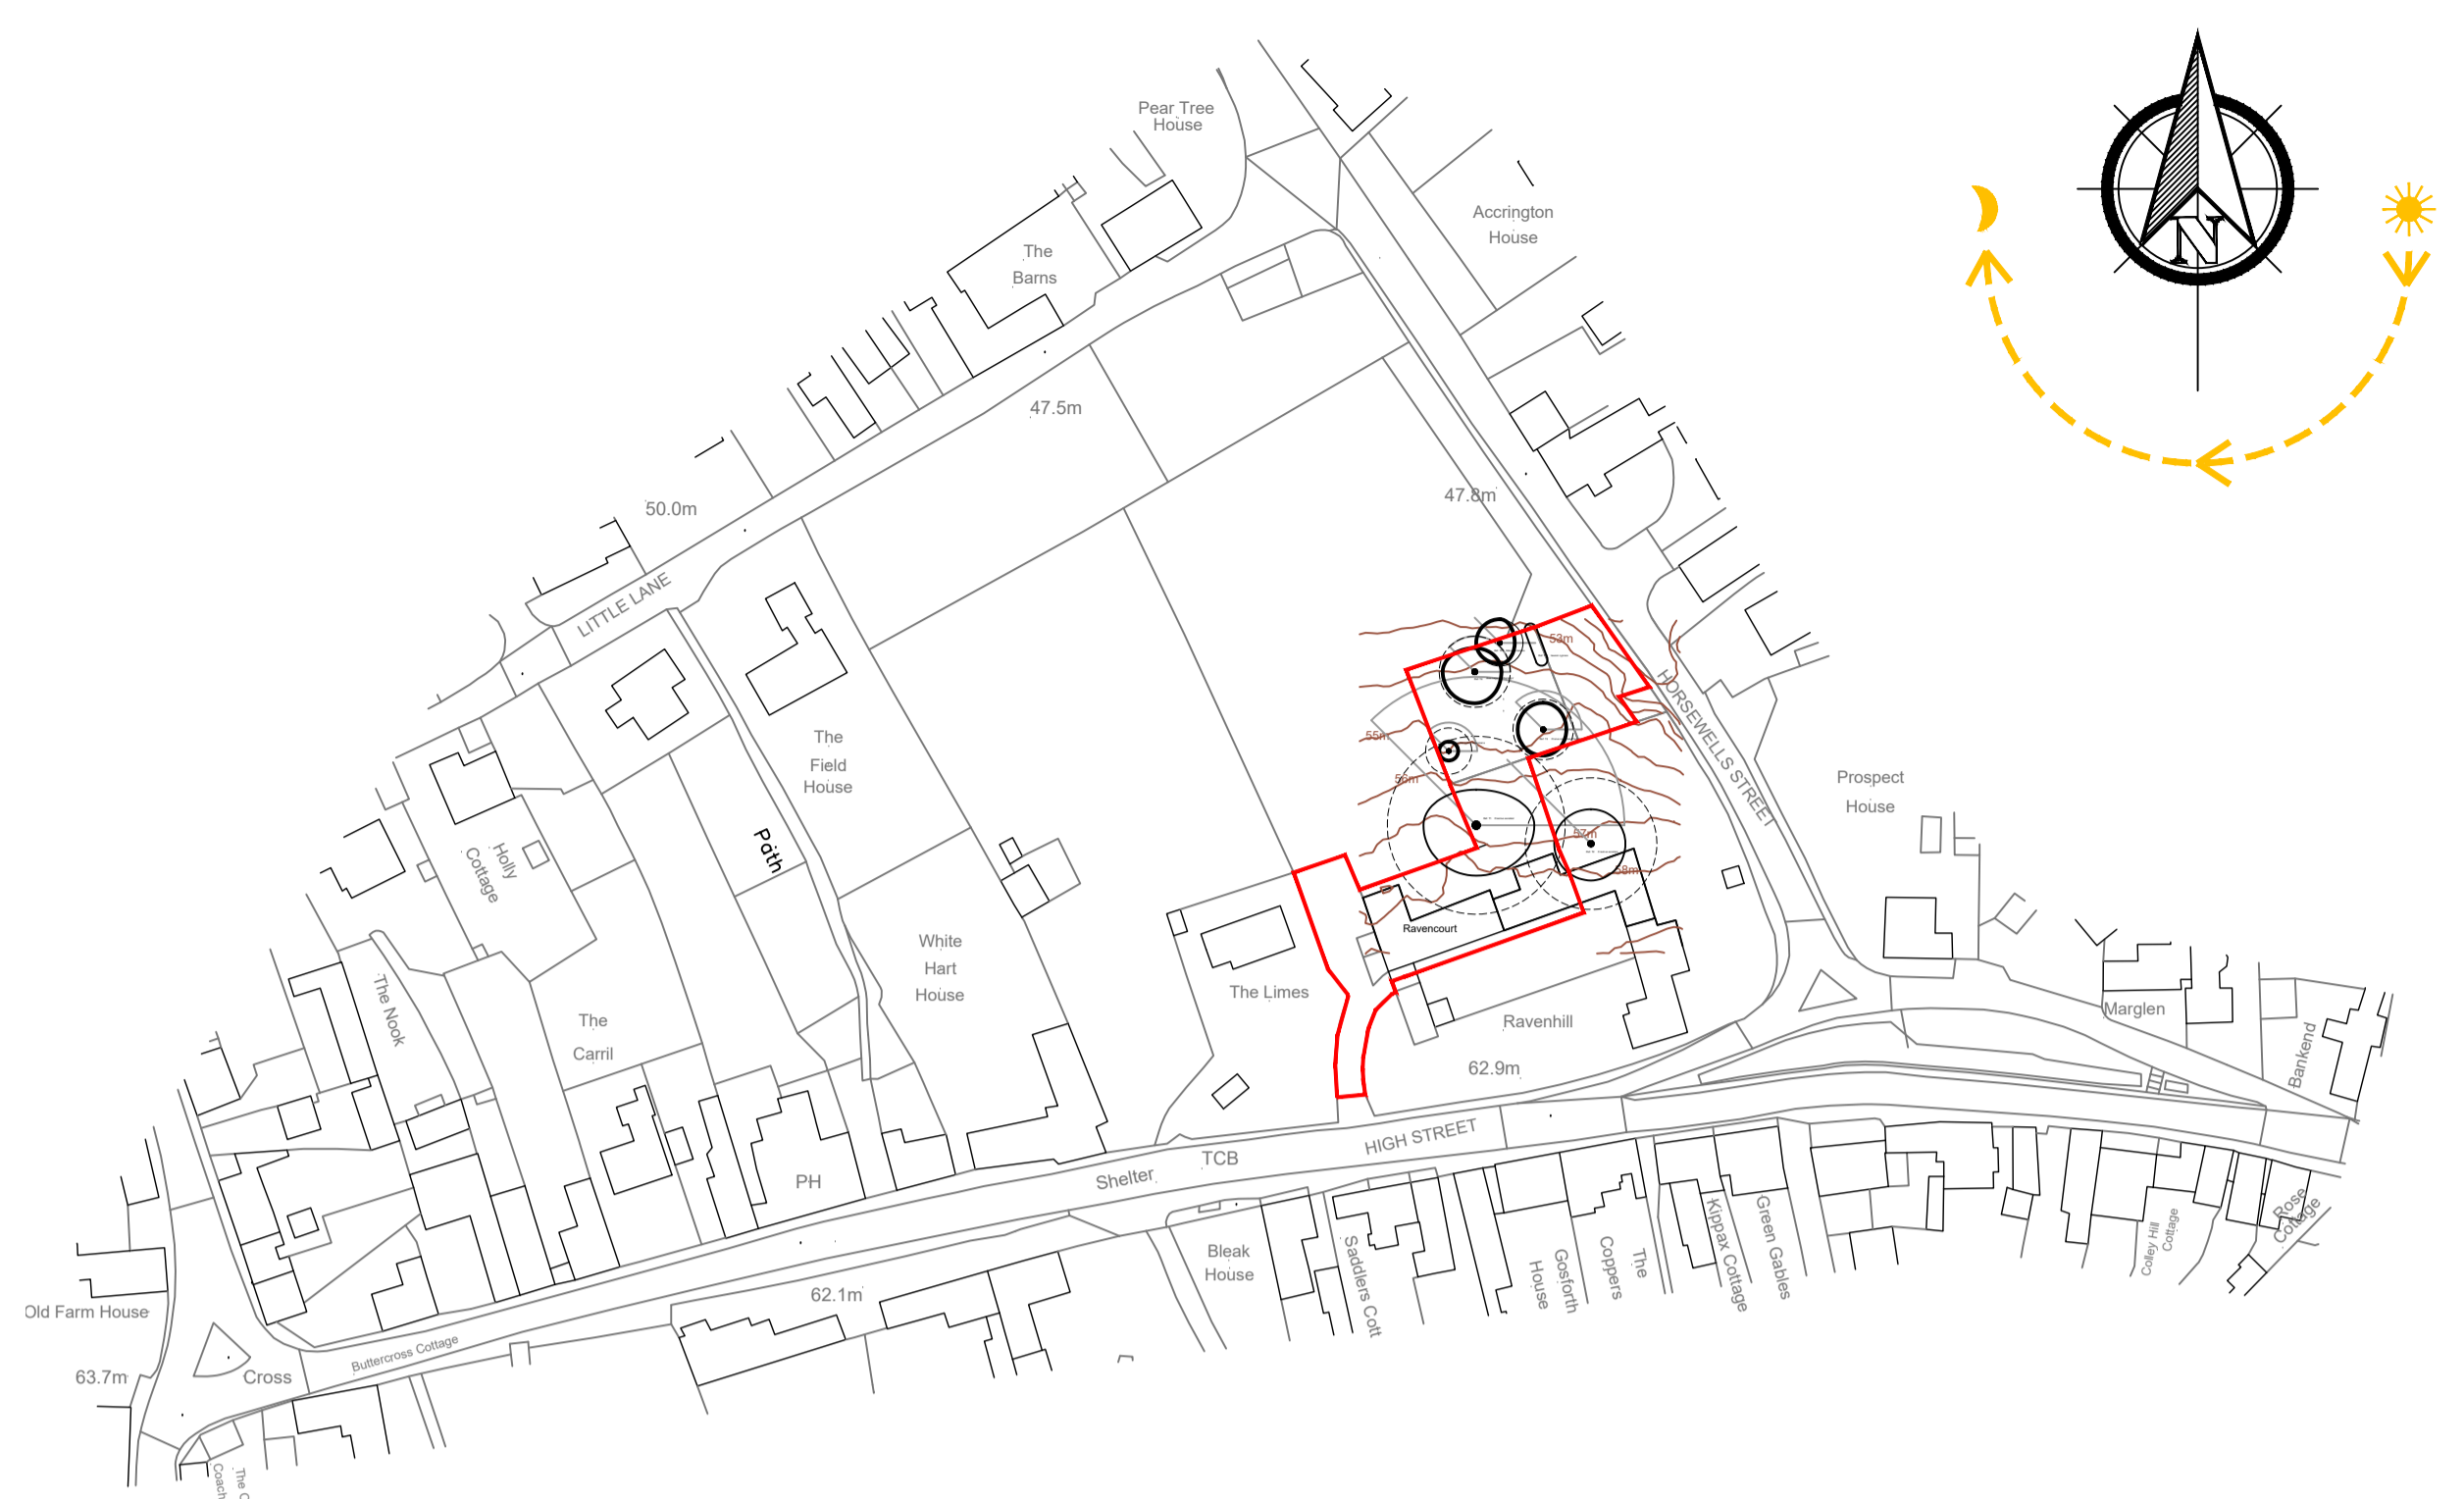 Pear Tree
House
N
Accrington
House
The
Barns
47.5m
47.8m
50.0m
LITTLE LANE
53m
HORSEWELLS STREET
55m
The
Field
House
56m
Prospect
House
Path
Holly
Cottage
57m
58m
Ravencourt
White
Hart
House
The Limes
The Nook
Ravenhill
Marglen
The
Carril
62.9m
Bankend
HIGH STREET
TCB
Shelter
PH
Rose
Cottage
Kippax Cottage
Green Gables
Colley Hill
Cottage
Bleak
House
Saddlers Cott
Gosforth
House
The
Coppers
62.1m
Old Farm House
Buttercross Cottage
63.7m
Cross
The C
Coach